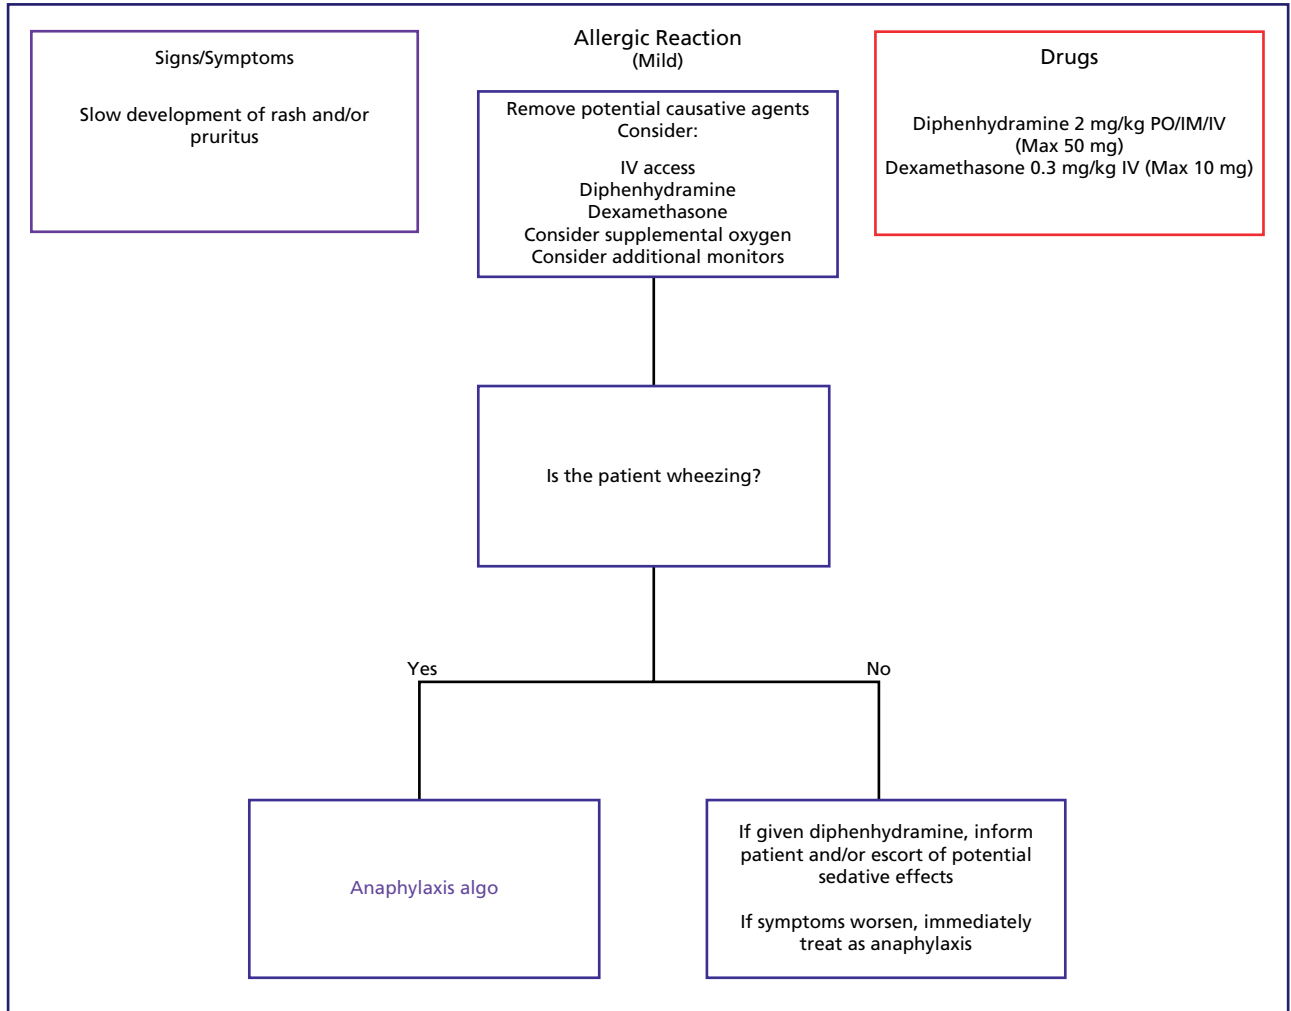 Signs/Symptoms
Slow development of rash and/or
pruritus
Allergic Reaction
(Mild)
Remove potential causative agents
Consider:
IV access
Diphenhydramine
Dexamethasone
Consider supplemental oxygen
Consider additional monitors
Drugs
Diphenhydramine 2 mg/kg PO/IM/IV
(Max 50 mg)
Dexamethasone 0.3 mg/kg IV (Max 10 mg)
Is the patient wheezing?
Yes
No
Anaphylaxis algo
If given diphenhydramine, inform
patient and/or escort of potential
sedative effects
If symptoms worsen, immediately
treat as anaphylaxis